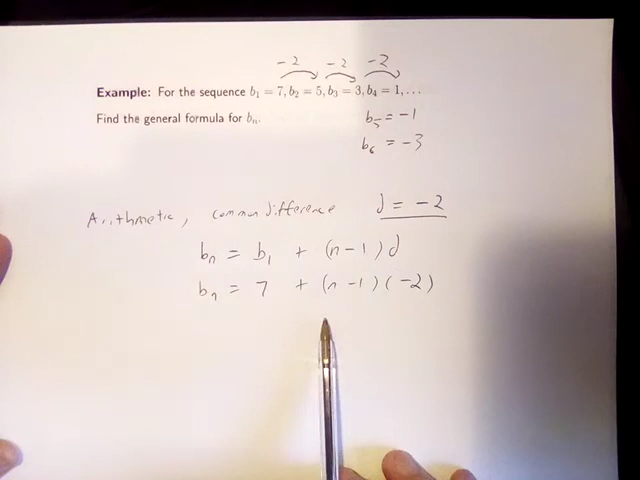 -2 -2 -2
Example: For the sequence b₁ = 7, b₂ = 5, b₃ = 3, b₄ = 1, ...
Find the general formula for bₙ.
b₅ = -1
b₆ = -3
Arithmetic, common difference d = -2
bₙ = b₁ + (n-1)d
bₙ = 7 + (n-1)(-2)